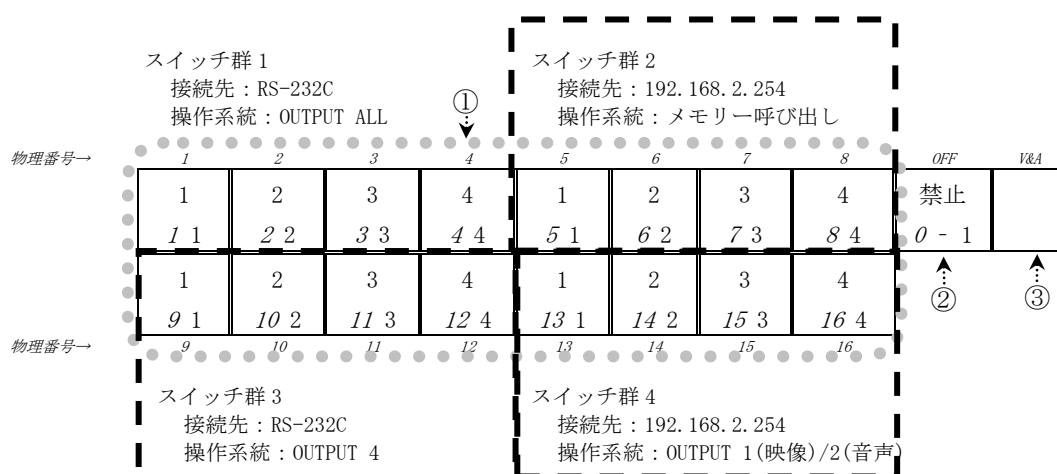 スイッチ群1
接続先:RS-232C
操作系統:OUTPUT ALL
スイッチ群2
接続先:192.168.2.254
操作系統:メモリー呼び出し
①
物理番号→ 1 2 3 4 5 6 7 8 OFF V&A
1 2 3 4 1 2 3 4 禁止
1 1 2 2 3 3 4 4 5 1 6 2 7 3 8 4 0 - 1
1 2 3 4 1 2 3 4
② ③
9 1 10 2 11 3 12 4 13 1 14 2 15 3 16 4
物理番号→ 9 10 11 12 13 14 15 16
スイッチ群3
接続先:RS-232C
操作系統:OUTPUT 4
スイッチ群4
接続先:192.168.2.254
操作系統:OUTPUT 1(映像)/2(音声)